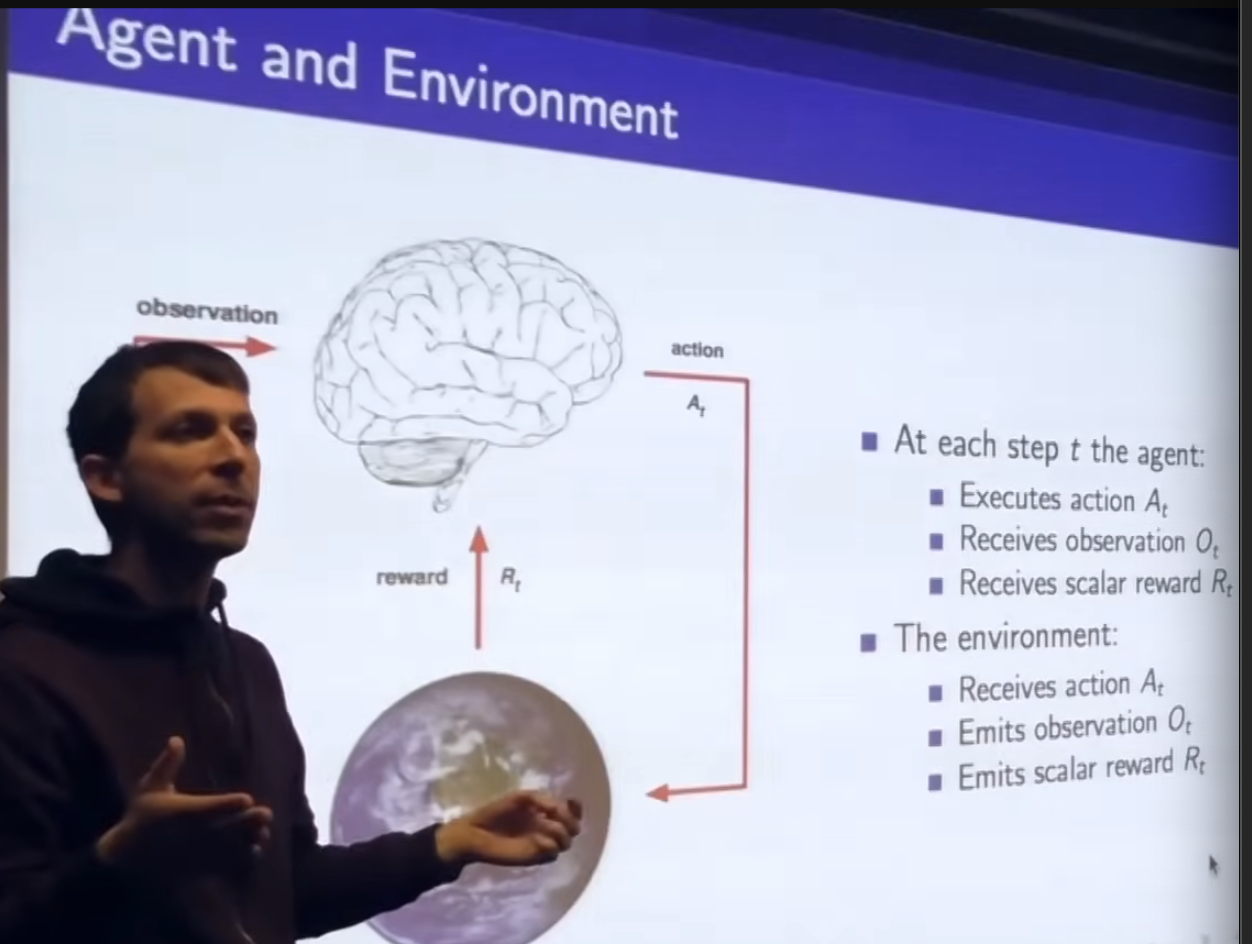 Agent and Environment
observation
action
A_t
reward
R_t
At each step t the agent:
Executes action A_t
Receives observation O_t
Receives scalar reward R_t
The environment:
Receives action A_t
Emits observation O_t
Emits scalar reward R_t